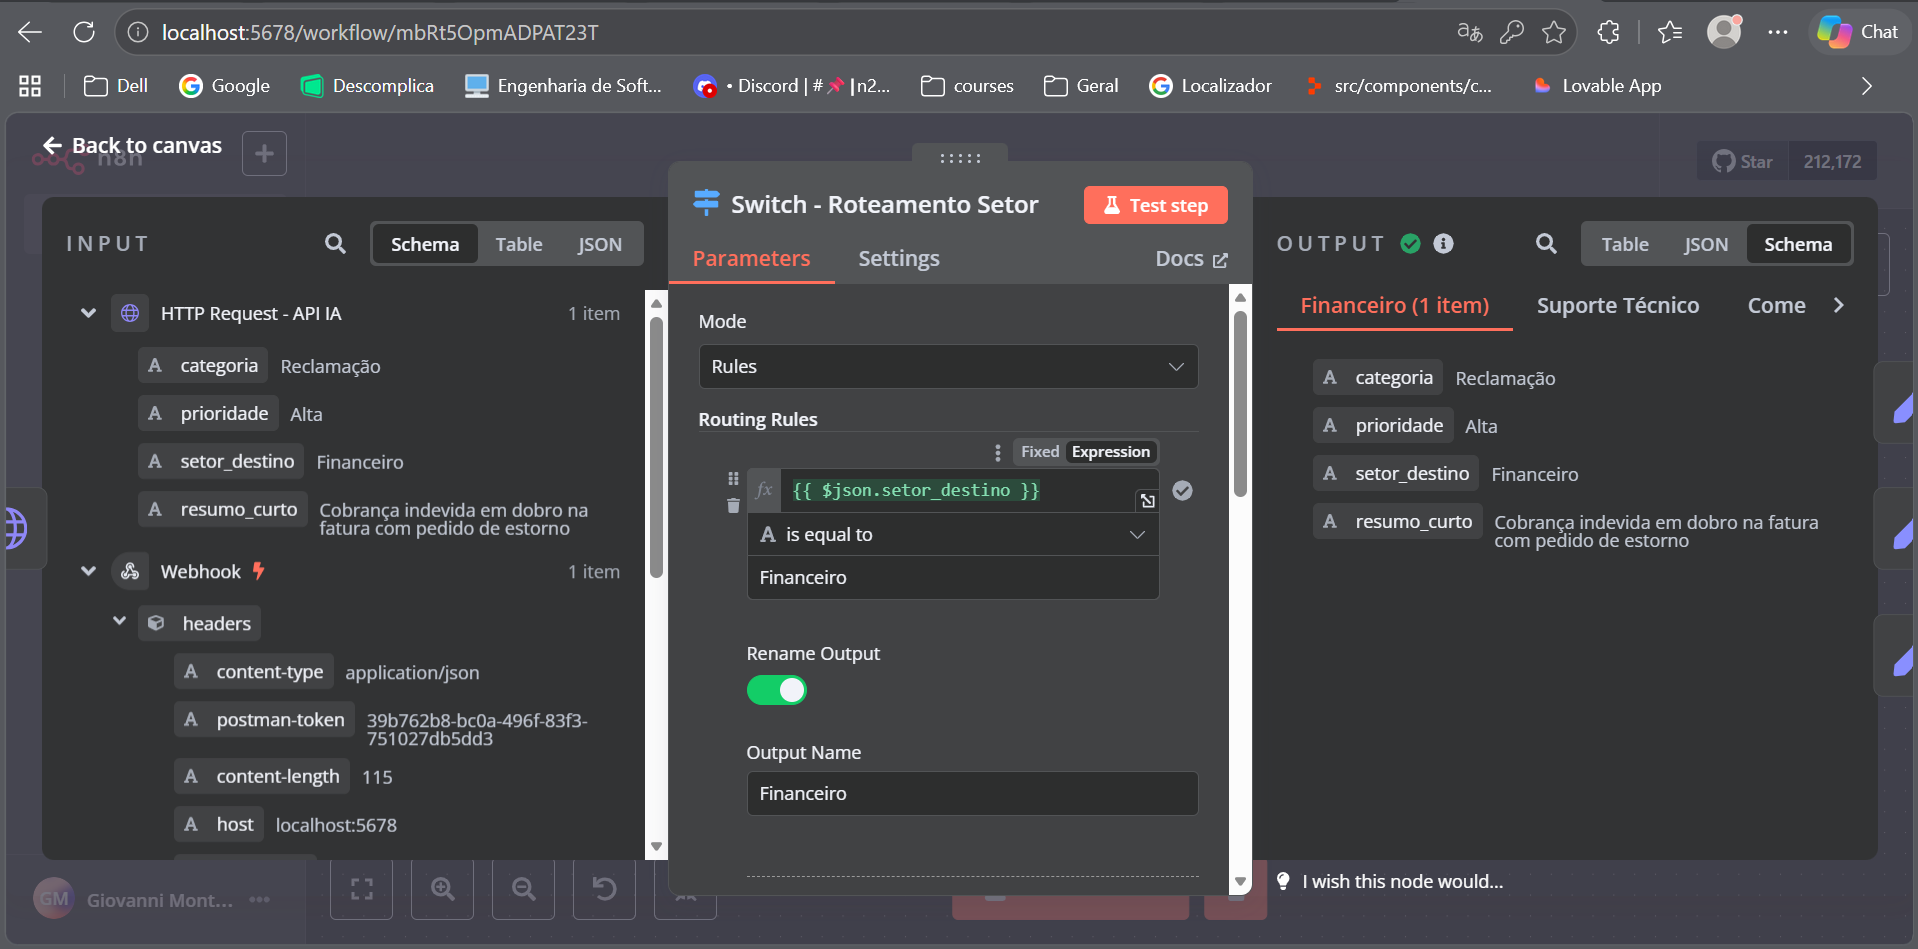 localhost:5678/workflow/mbRt5OpmADPAT23T
Chat
Dell
Google
Descomplica
Engenharia de Soft...
• Discord | # 📌 |n2...
courses
Geral
Localizador
src/components/c...
Lovable App
Back to canvas
n8n
Star
212,172
INPUT
Schema
Table
JSON
HTTP Request - API IA
1 item
A categoria Reclamação
A prioridade Alta
A setor_destino Financeiro
A resumo_curto Cobrança indevida em dobro na
fatura com pedido de estorno
Webhook
1 item
headers
A content-type application/json
A postman-token 39b762b8-bc0a-496f-83f3-
751027db5dd3
A content-length 115
A host localhost:5678
GM
Giovanni Mont...
Switch - Roteamento Setor
Test step
Parameters
Settings
Docs
Mode
Rules
Routing Rules
Fixed
Expression
fx {{ $json.setor_destino }}
A is equal to
Financeiro
Rename Output
Output Name
Financeiro
OUTPUT
Table
JSON
Schema
Financeiro (1 item)
Suporte Técnico
Come
A categoria Reclamação
A prioridade Alta
A setor_destino Financeiro
A resumo_curto Cobrança indevida em dobro na fatura
com pedido de estorno
I wish this node would...